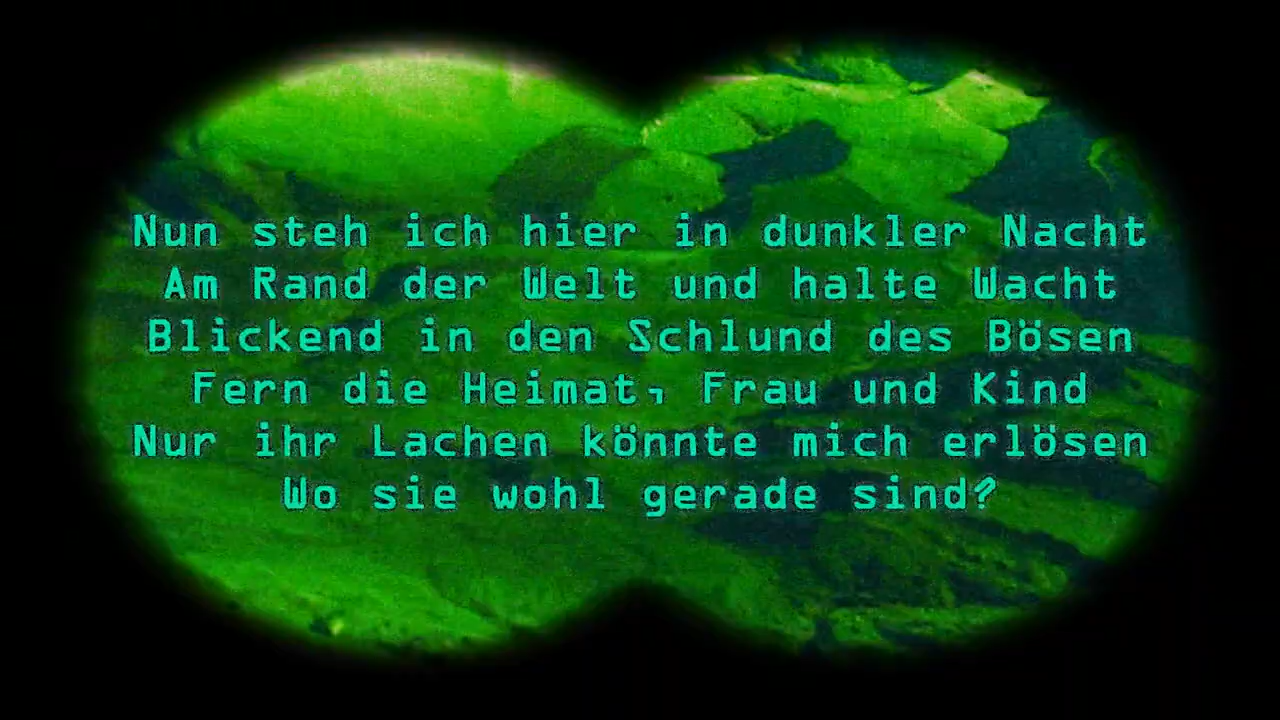 Nun steh ich hier in dunkler Nacht
Am Rand der Welt und halte Wacht
Blickend in den Schlund des Bösen
Fern die Heimat, Frau und Kind
Nur ihr Lachen könnte mich erlösen
Wo sie wohl gerade sind?